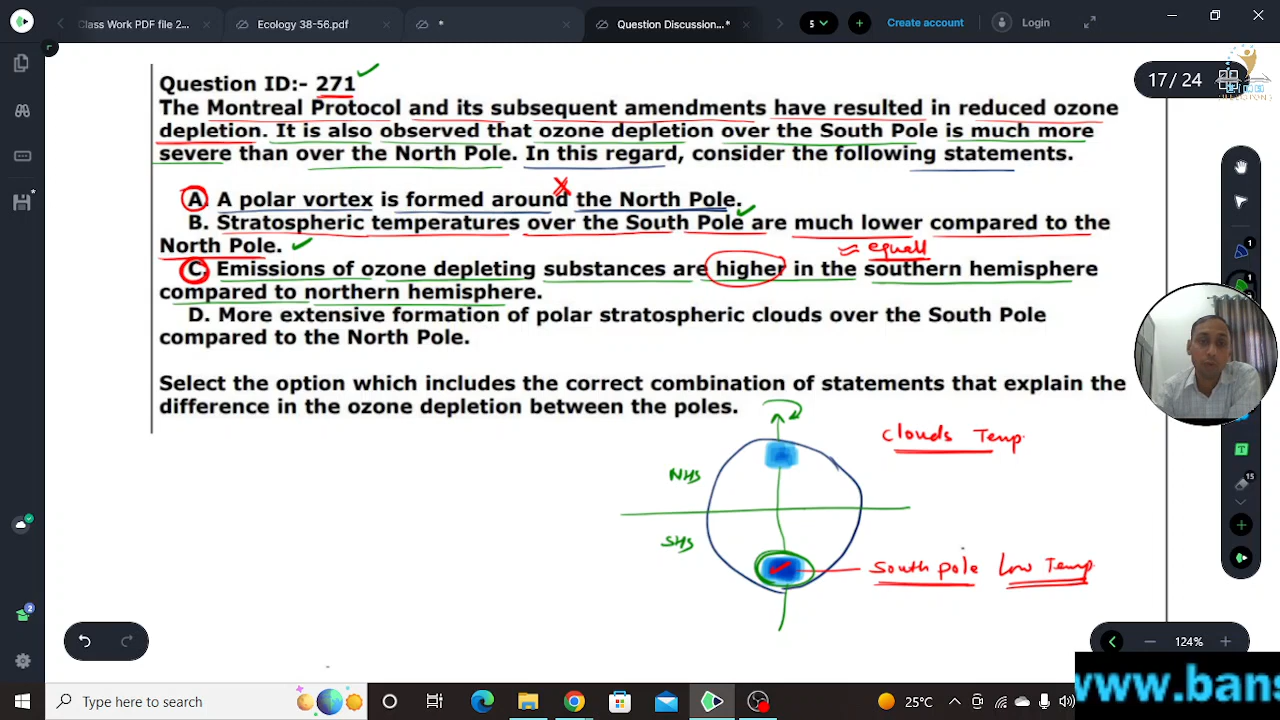 Class Work PDF file 2
Ecology 38-56.pdf
*
Question Discussion...*
5
Create account
Login
17 / 24
Question ID:- 271
The Montreal Protocol and its subsequent amendments have resulted in reduced ozone
depletion. It is also observed that ozone depletion over the South Pole is much more
severe than over the North Pole. In this regard, consider the following statements.
A. A polar vortex is formed around the North Pole.
B. Stratospheric temperatures over the South Pole are much lower compared to the
North Pole.
≈ equall
C. Emissions of ozone depleting substances are higher in the southern hemisphere
compared to northern hemisphere.
D. More extensive formation of polar stratospheric clouds over the South Pole
compared to the North Pole.
Select the option which includes the correct combination of statements that explain the
difference in the ozone depletion between the poles.
Clouds Temp
NHS
SHS
South pole Low Temp
15
2
124%
www.bans
Type here to search
25°C
ENG